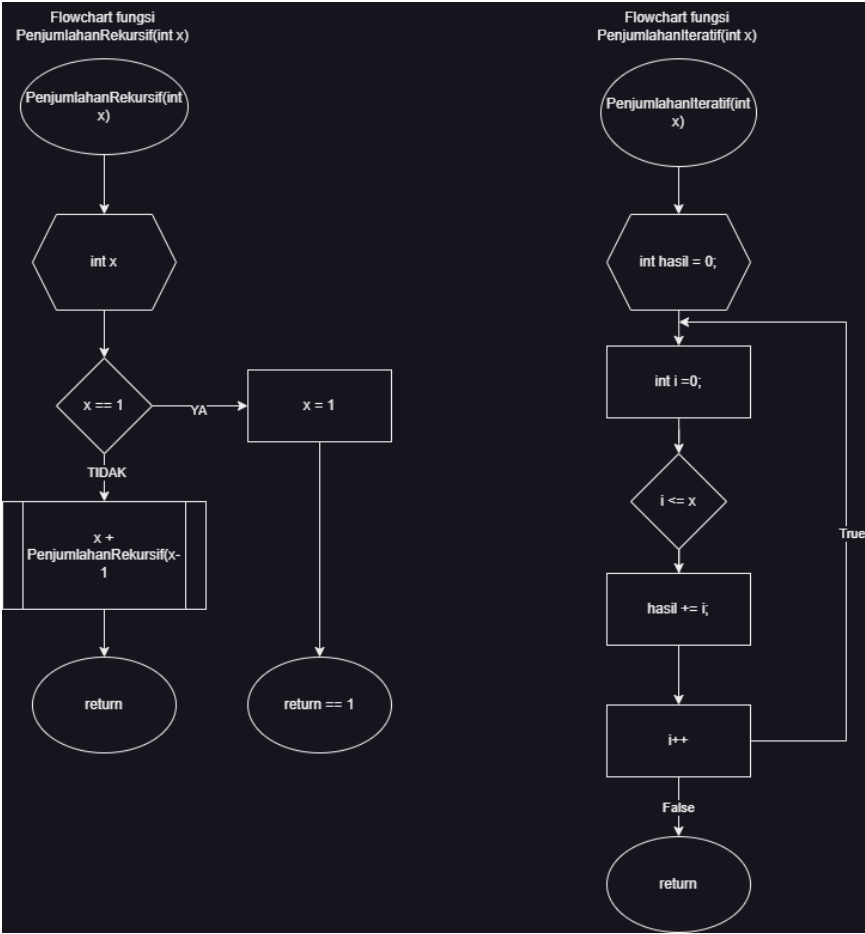 Flowchart fungsi
PenjumlahanRekursif(int x)
PenjumlahanRekursif(int
x)
int x
x == 1
YA
x = 1
TIDAK
x +
PenjumlahanRekursif(x-
1
return
return == 1
Flowchart fungsi
PenjumlahanIteratif(int x)
PenjumlahanIteratif(int
x)
int hasil = 0;
int i =0;
i <= x
True
hasil += i;
i++
False
return